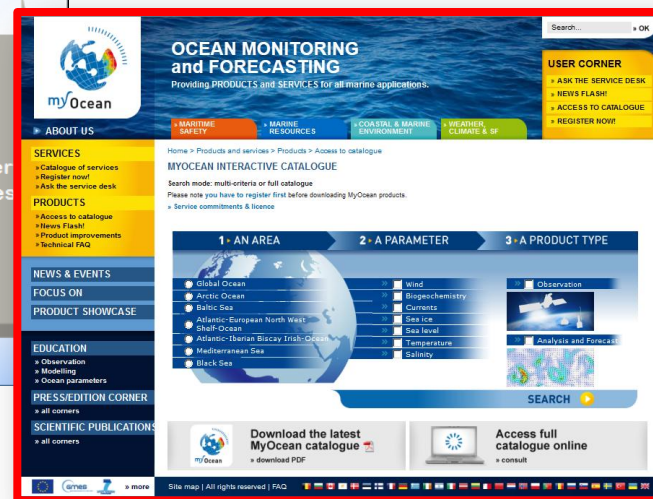 Search...
» OK
OCEAN MONITORING
and FORECASTING
Providing PRODUCTS and SERVICES for all marine applications.
myOcean
USER CORNER
» ASK THE SERVICE DESK
» NEWS FLASH!
» ACCESS TO CATALOGUE
» REGISTER NOW!
ABOUT US
» MARITIME
SAFETY
» MARINE
RESOURCES
» COASTAL & MARINE
ENVIRONMENT
» WEATHER,
CLIMATE & SF
SERVICES
» Catalogue of services
» Register now!
» Ask the service desk
PRODUCTS
» Access to catalogue
» News Flash!
» Product improvements
» Technical FAQ
NEWS & EVENTS
FOCUS ON
PRODUCT SHOWCASE
EDUCATION
» Observation
» Modelling
» Ocean parameters
PRESS/EDITION CORNER
» all corners
SCIENTIFIC PUBLICATIONS
» all corners
Home > Products and services > Products > Access to catalogue
MYOCEAN INTERACTIVE CATALOGUE
Search mode: multi-criteria or full catalogue
Please note you have to register first before downloading MyOcean products.
» Service commitments & licence
1 › AN AREA
2 › A PARAMETER
3 › A PRODUCT TYPE
Global Ocean
Arctic Ocean
Baltic Sea
Atlantic-European North West
Shelf-Ocean
Atlantic-Iberian Biscay Irish-Ocean
Mediterranean Sea
Black Sea
» Wind
» Biogeochemistry
» Currents
» Sea ice
» Sea level
» Temperature
» Salinity
» Observation
» Analysis and Forecast
SEARCH
myOcean
Download the latest
MyOcean catalogue
» download PDF
Access full
catalogue online
» consult
Gmes
» more
Site map | All rights reserved | FAQ